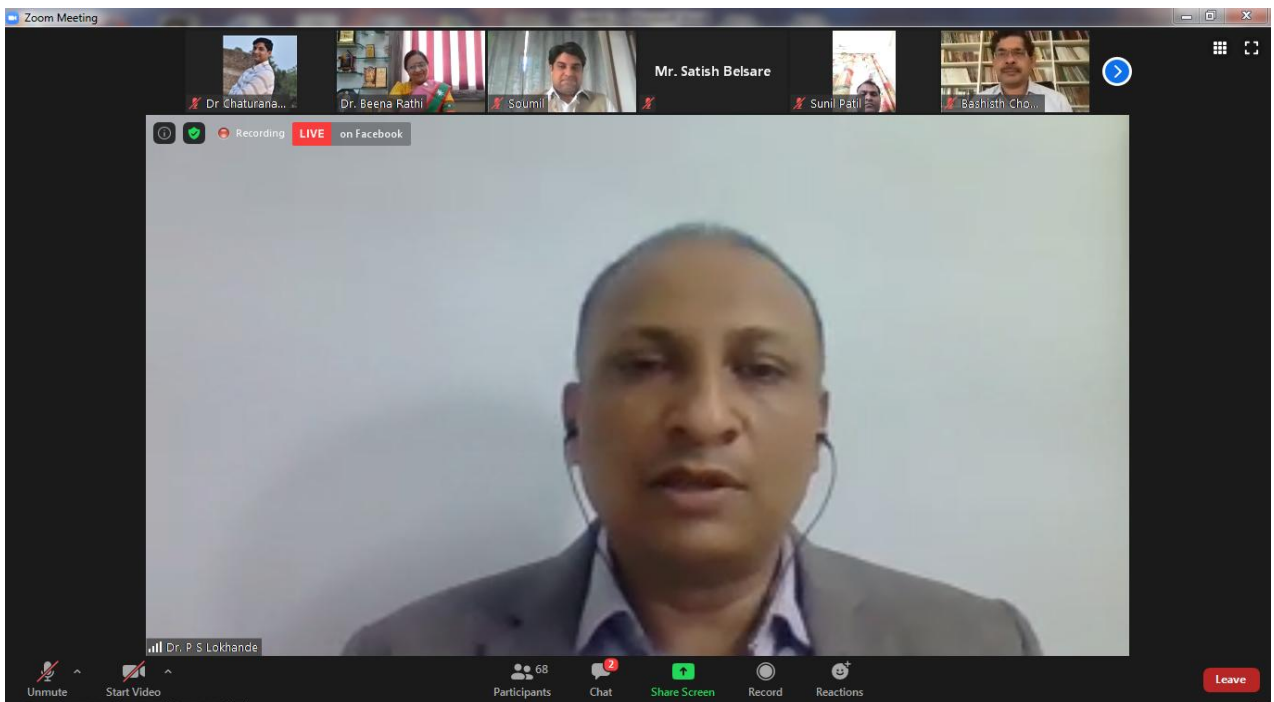 Zoom Meeting
Dr Chaturana...
Dr. Beena Rathi
Soumil
Mr. Satish Belsare
Sunil Patil
Bashisth Cho...
Recording LIVE on Facebook
Dr. P S Lokhande
Unmute
Start Video
68
Participants
2
Chat
Share Screen
Record
Reactions
Leave